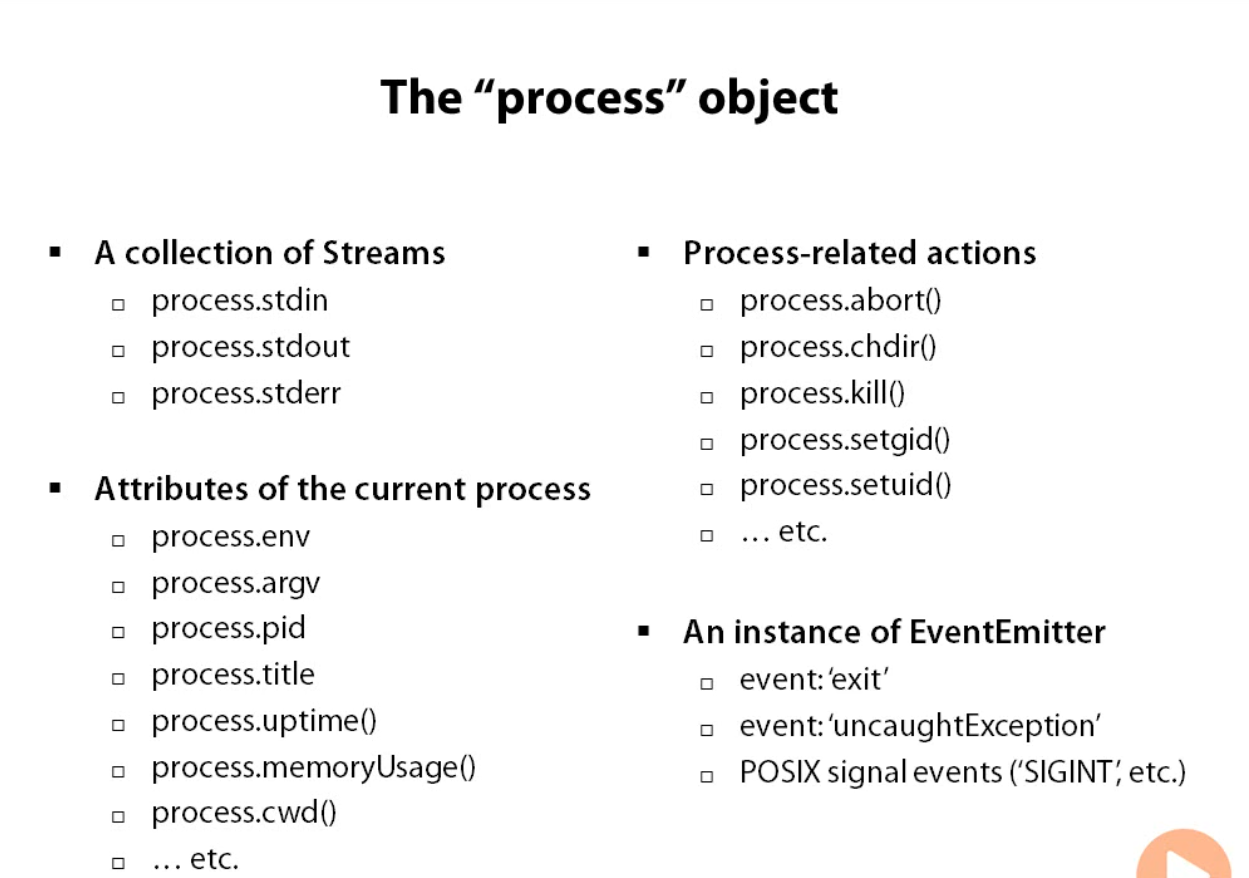 The “process” object
▪ A collection of Streams
▫ process.stdin
▫ process.stdout
▫ process.stderr
▪ Attributes of the current process
▫ process.env
▫ process.argv
▫ process.pid
▫ process.title
▫ process.uptime()
▫ process.memoryUsage()
▫ process.cwd()
▫ … etc.
▪ Process-related actions
▫ process.abort()
▫ process.chdir()
▫ process.kill()
▫ process.setgid()
▫ process.setuid()
▫ … etc.
▪ An instance of EventEmitter
▫ event: ‘exit’
▫ event: ‘uncaughtException’
▫ POSIX signal events (‘SIGINT’, etc.)